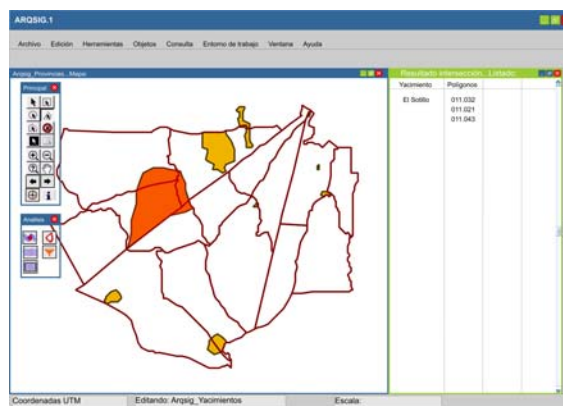 ARQSIG.1
Archivo Edición Herramientas Objetos Consulta Entorno de trabajo Ventana Ayuda
Arqsig_Provincias...Mapa
Resultado intersección. Listado:
Principal
Yacimiento Polígonos
El Sotillo 011.032
011.021
011.043
Análisis
Coordenadas UTM Editando: Arqsig_Yacimientos Escala: